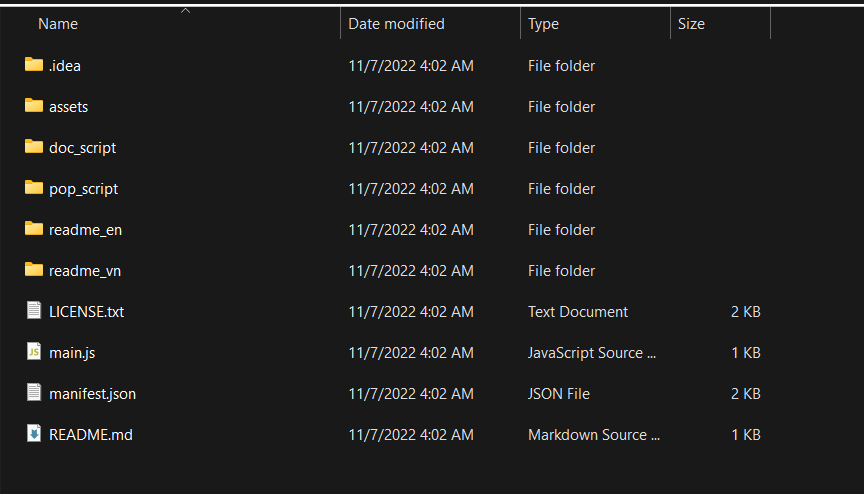 Name Date modified Type Size
.idea 11/7/2022 4:02 AM File folder
assets 11/7/2022 4:02 AM File folder
doc_script 11/7/2022 4:02 AM File folder
pop_script 11/7/2022 4:02 AM File folder
readme_en 11/7/2022 4:02 AM File folder
readme_vn 11/7/2022 4:02 AM File folder
LICENSE.txt 11/7/2022 4:02 AM Text Document 2 KB
main.js 11/7/2022 4:02 AM JavaScript Source ... 1 KB
manifest.json 11/7/2022 4:02 AM JSON File 2 KB
README.md 11/7/2022 4:02 AM Markdown Source ... 1 KB